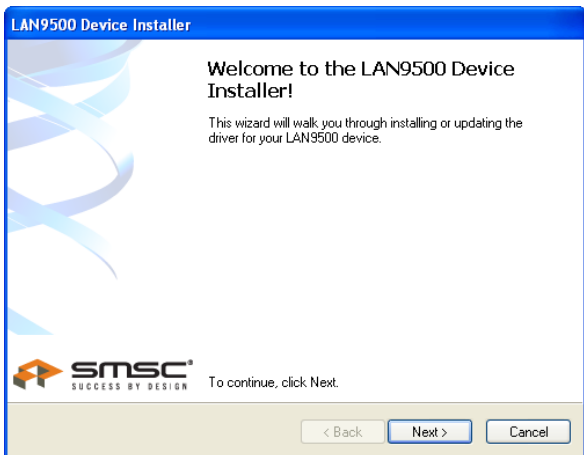 LAN9500 Device Installer
Welcome to the LAN9500 Device
Installer!
This wizard will walk you through installing or updating the
driver for your LAN9500 device.
smsc®
SUCCESS BY DESIGN
To continue, click Next.
< Back
Next >
Cancel